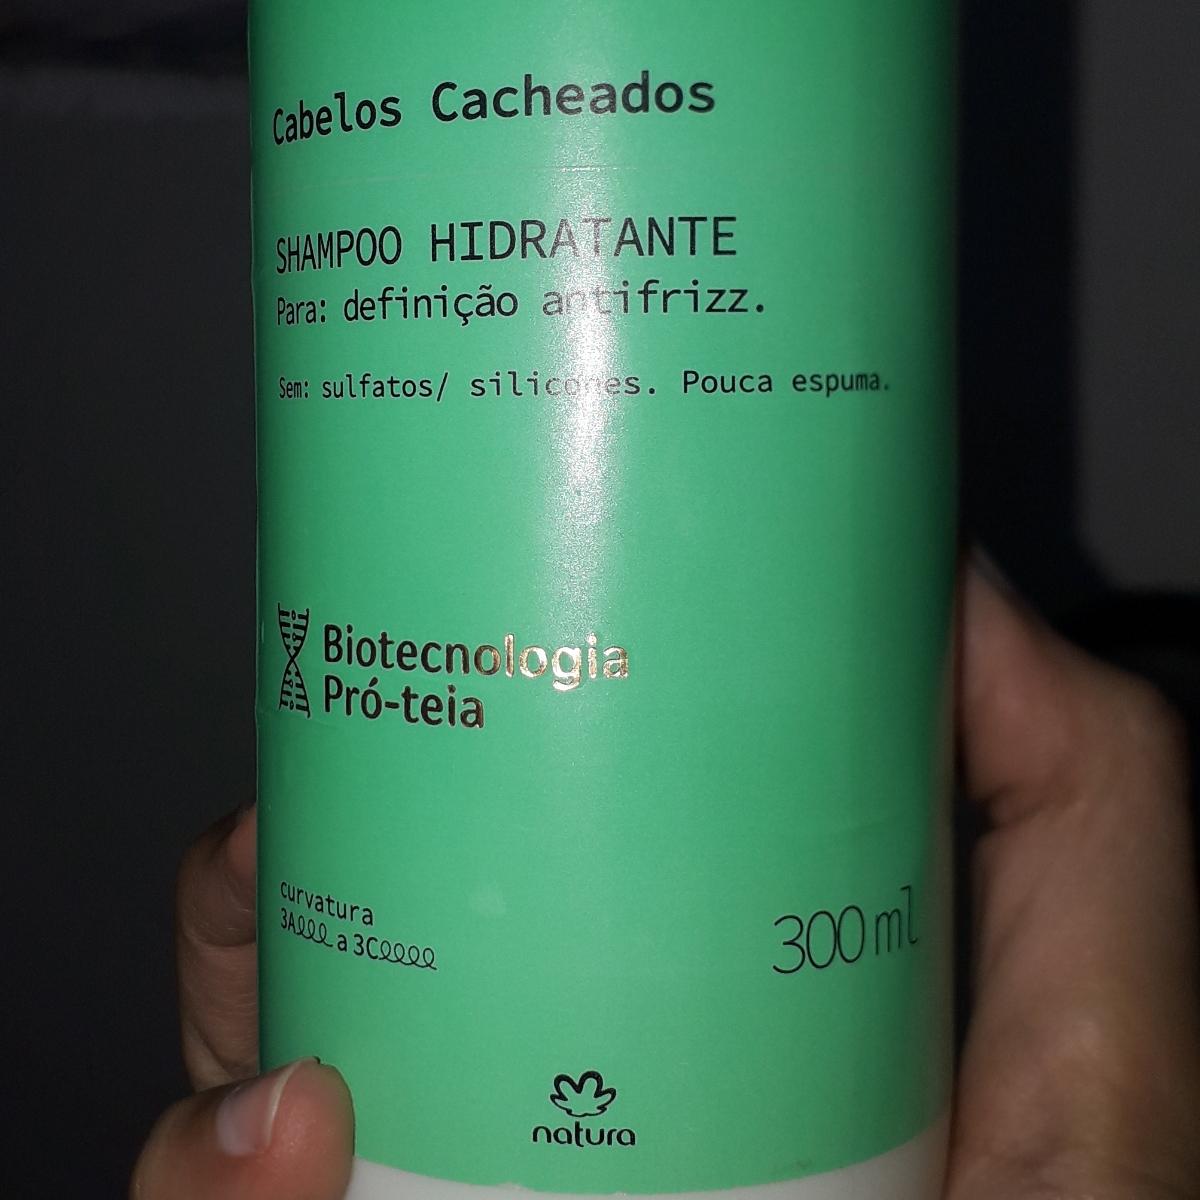 Cabelos Cacheados
SHAMPOO HIDRATANTE
Para: definição antifrizz.
Sem: sulfatos/ silicones. Pouca espuma.
Biotecnologia
Pró-teia
curvatura
3A a 3C
300 ml
natura